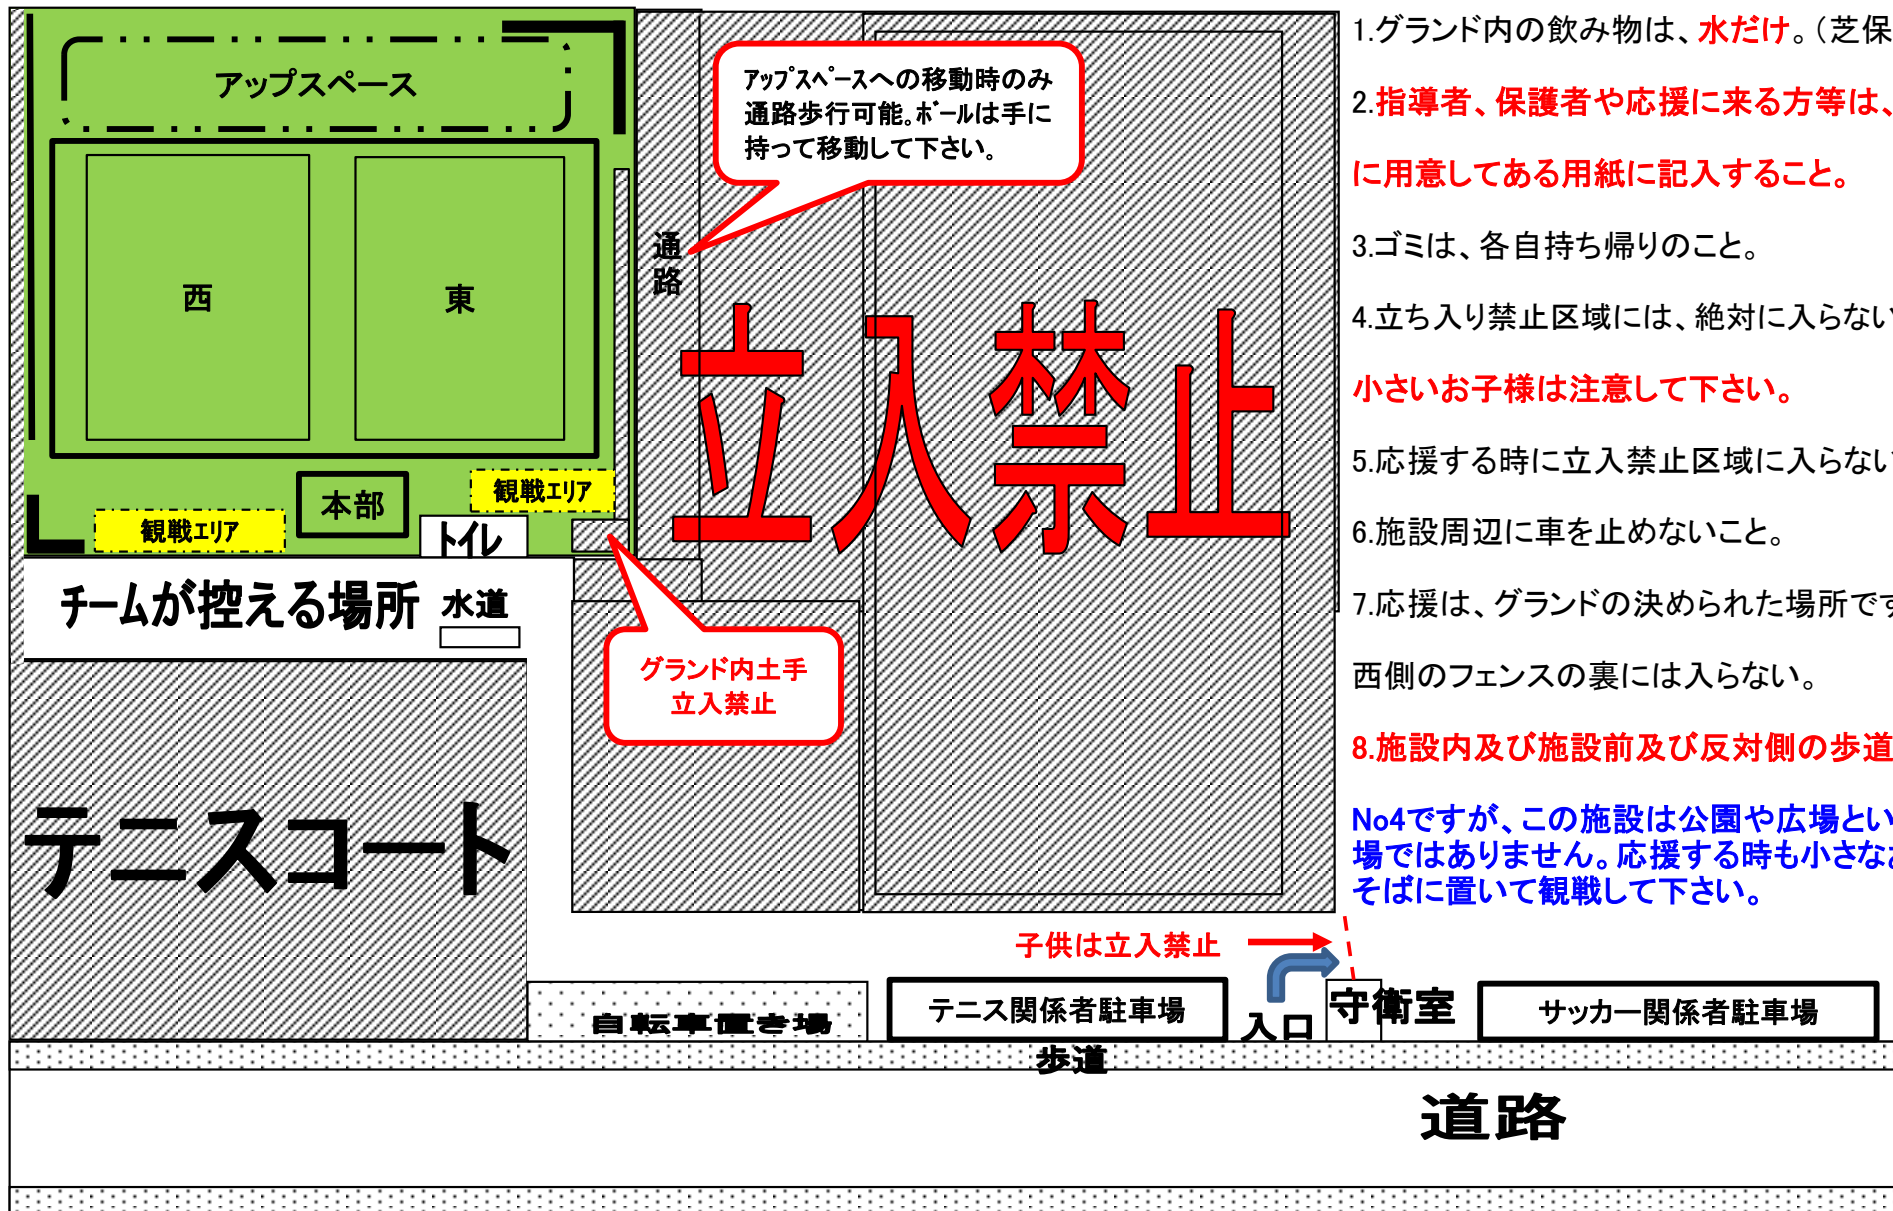 アップスペース
アップスペースへの移動時のみ
通路歩行可能。ボールは手に
持って移動して下さい。
通路
西
東
立入禁止
本部
観戦エリア
観戦エリア
トイレ
チームが控える場所
水道
グランド内土手
立入禁止
テニスコート
子供は立入禁止
自転車置き場
テニス関係者駐車場
入口
守衛室
サッカー関係者駐車場
歩道
道路
1.グランド内の飲み物は、水だけ。(芝保
2.指導者、保護者や応援に来る方等は、
に用意してある用紙に記入すること。
3.ゴミは、各自持ち帰りのこと。
4.立ち入り禁止区域には、絶対に入らない
小さいお子様は注意して下さい。
5.応援する時に立入禁止区域に入らない
6.施設周辺に車を止めないこと。
7.応援は、グランドの決められた場所です
西側のフェンスの裏には入らない。
8.施設内及び施設前及び反対側の歩道
No4ですが、この施設は公園や広場とい
場ではありません。応援する時も小さなお
そばに置いて観戦して下さい。